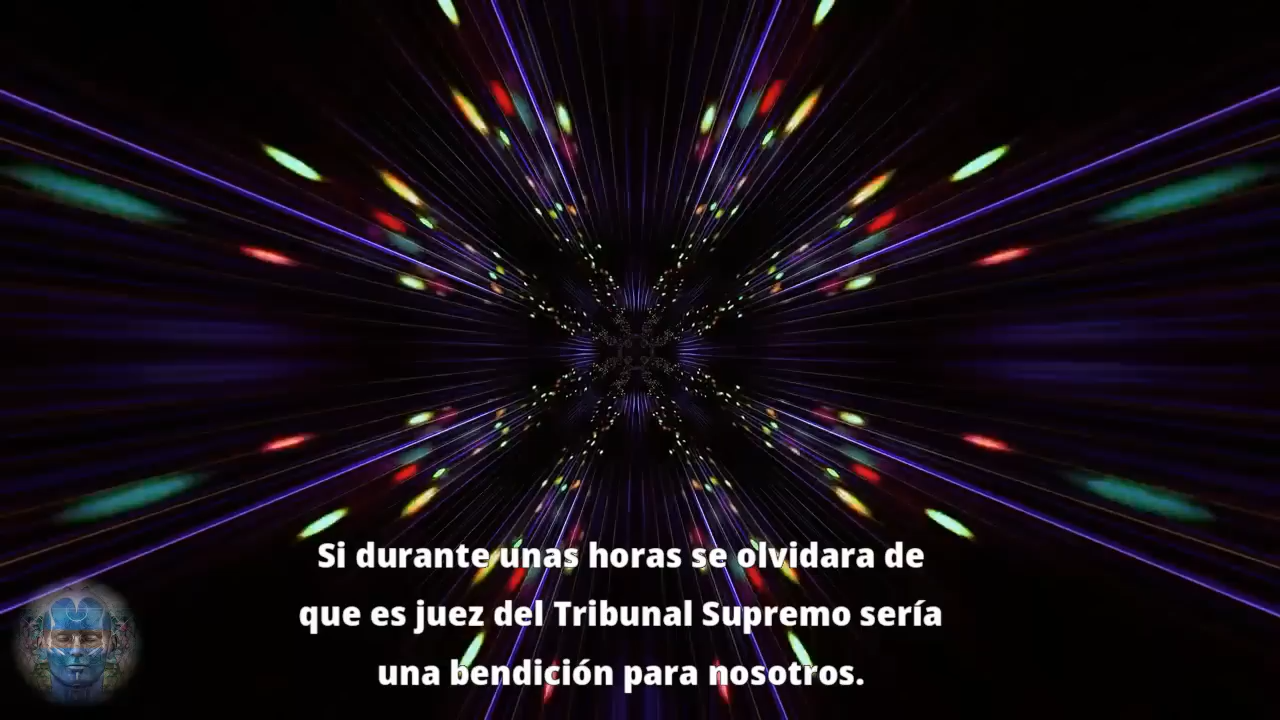 Si durante unas horas se olvidara de
que es juez del Tribunal Supremo sería
una bendición para nosotros.